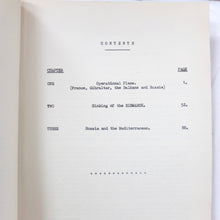 CONTENTS
CHAPTER PAGE
ONE Operational Plans. 1.
(France, Gibraltar, the Balkans and Russia)
TWO Sinking of the BISMARCK. 52.
THREE Russia and the Mediterranean.